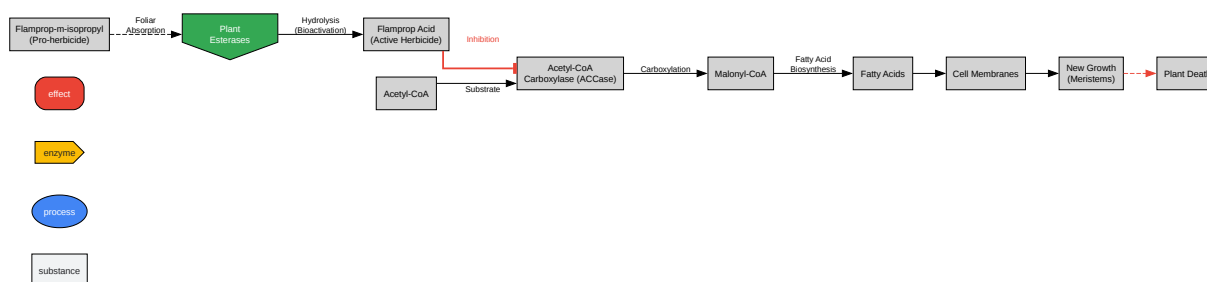 Flamprop-m-isopropyl
(Pro-herbicide)
Foliar
Absorption
Plant
Esterases
Hydrolysis
(Bioactivation)
Flamprop Acid
(Active Herbicide)
Inhibition
Acetyl-CoA
Substrate
Acetyl-CoA
Carboxylase (ACCase)
Carboxylation
Malonyl-CoA
Fatty Acid
Biosynthesis
Fatty Acids
Cell Membranes
New Growth
(Meristems)
Plant Death
effect
enzyme
process
substance